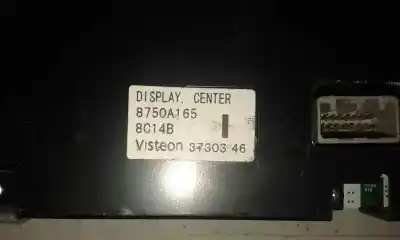 DISPLAY, CENTER
8750A165
8C14B
Visteon 37303 46